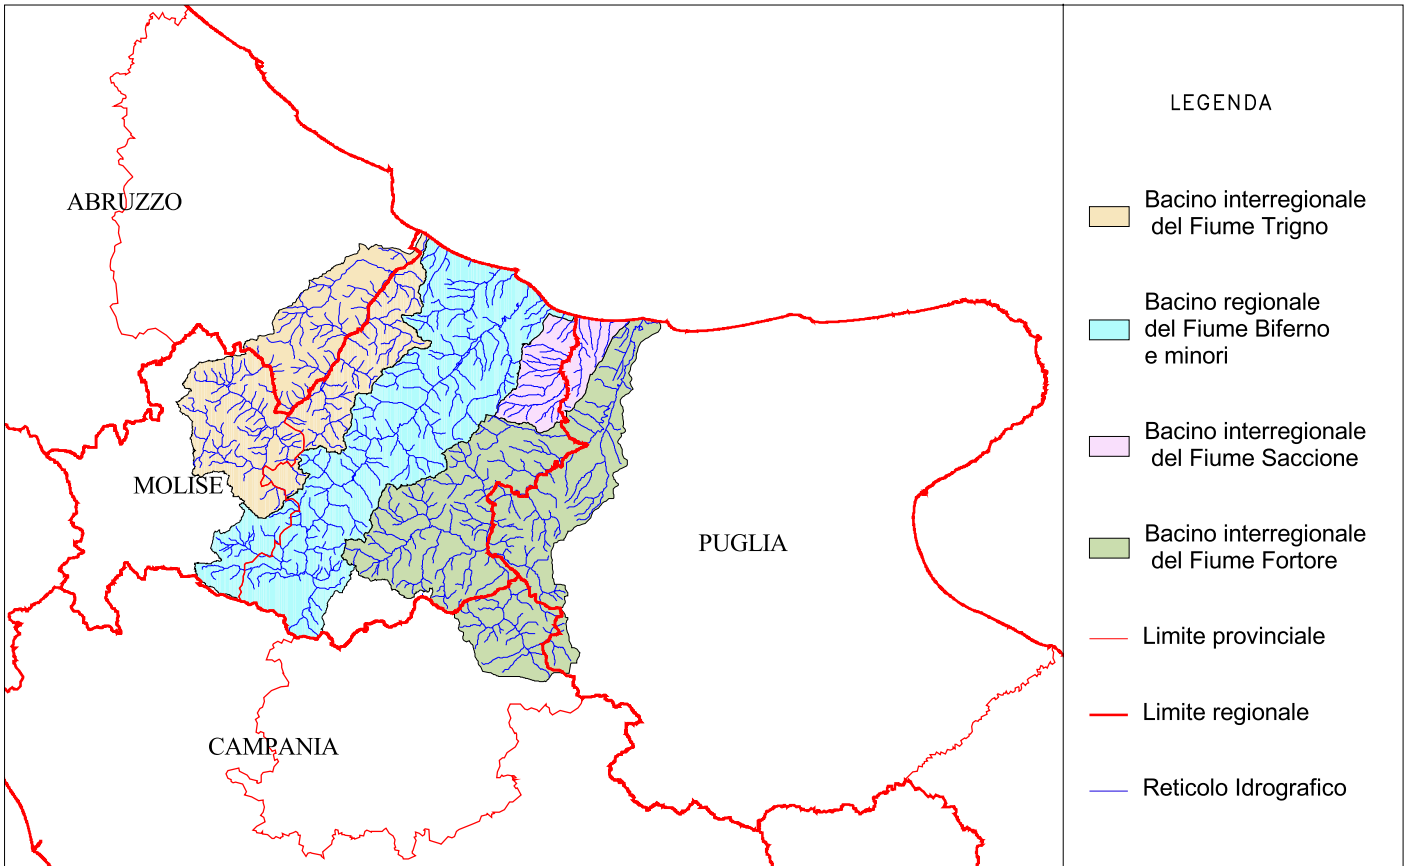 ABRUZZO
MOLISE
PUGLIA
CAMPANIA
LEGENDA
Bacino interregionale
del Fiume Trigno
Bacino regionale
del Fiume Biferno
e minori
Bacino interregionale
del Fiume Saccione
Bacino interregionale
del Fiume Fortore
Limite provinciale
Limite regionale
Reticolo Idrografico